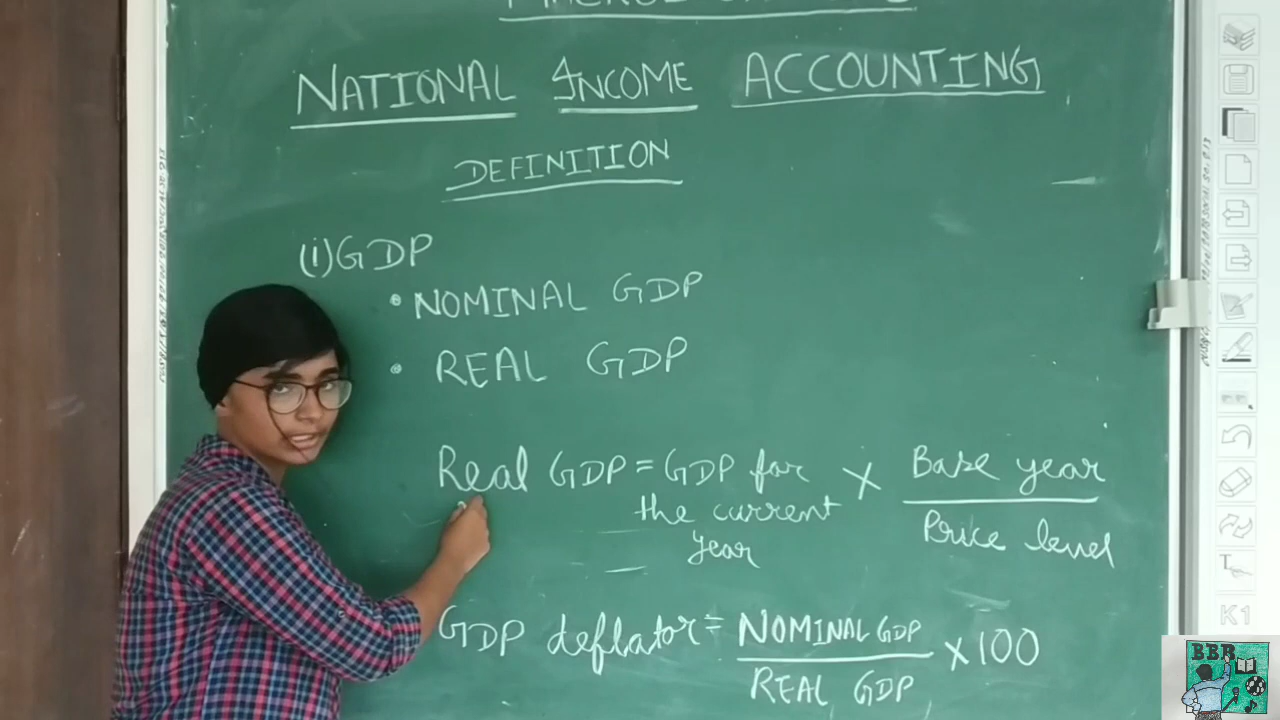 NATIONAL INCOME ACCOUNTING
DEFINITION
(i) GDP
• NOMINAL GDP
• REAL GDP
Real GDP = GDP for the current year × Base year / Price level
GDP deflator = NOMINAL GDP / REAL GDP × 100
K1
BBR